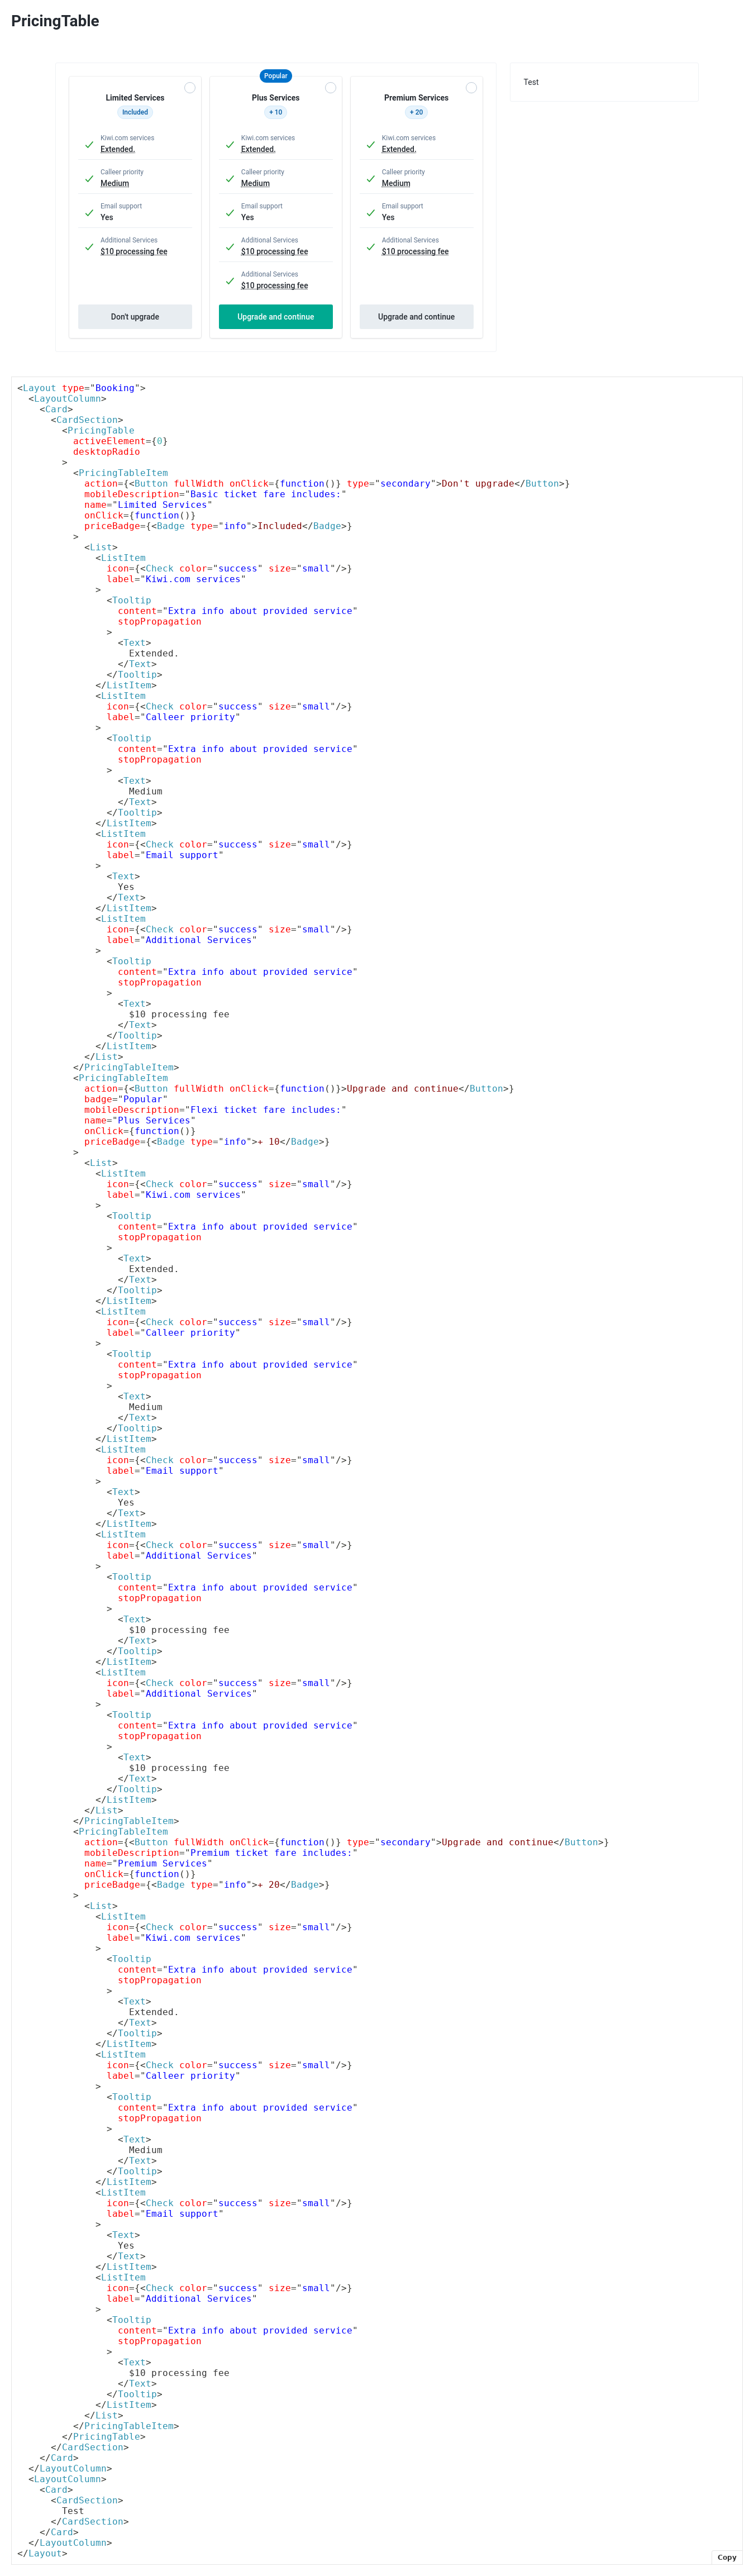 PricingTable
Popular
Limited Services
Included
Kiwi.com services
Extended.
Calleer priority
Medium
Email support
Yes
Additional Services
$10 processing fee
Don't upgrade
Plus Services
+ 10
Kiwi.com services
Extended.
Calleer priority
Medium
Email support
Yes
Additional Services
$10 processing fee
Additional Services
$10 processing fee
Upgrade and continue
Premium Services
+ 20
Kiwi.com services
Extended.
Calleer priority
Medium
Email support
Yes
Additional Services
$10 processing fee
Upgrade and continue
Test
<Layout type="Booking">
  <LayoutColumn>
    <Card>
      <CardSection>
        <PricingTable
          activeElement={0}
          desktopRadio
        >
          <PricingTableItem
            action={<Button fullWidth onClick={function()} type="secondary">Don't upgrade</Button>}
            mobileDescription="Basic ticket fare includes:"
            name="Limited Services"
            onClick={function()}
            priceBadge={<Badge type="info">Included</Badge>}
          >
            <List>
              <ListItem
                icon={<Check color="success" size="small"/>}
                label="Kiwi.com services"
              >
                <Tooltip
                  content="Extra info about provided service"
                  stopPropagation
                >
                  <Text>
                    Extended.
                  </Text>
                </Tooltip>
              </ListItem>
              <ListItem
                icon={<Check color="success" size="small"/>}
                label="Calleer priority"
              >
                <Tooltip
                  content="Extra info about provided service"
                  stopPropagation
                >
                  <Text>
                    Medium
                  </Text>
                </Tooltip>
              </ListItem>
              <ListItem
                icon={<Check color="success" size="small"/>}
                label="Email support"
              >
                <Text>
                  Yes
                </Text>
              </ListItem>
              <ListItem
                icon={<Check color="success" size="small"/>}
                label="Additional Services"
              >
                <Tooltip
                  content="Extra info about provided service"
                  stopPropagation
                >
                  <Text>
                    $10 processing fee
                  </Text>
                </Tooltip>
              </ListItem>
            </List>
          </PricingTableItem>
          <PricingTableItem
            action={<Button fullWidth onClick={function()}>Upgrade and continue</Button>}
            badge="Popular"
            mobileDescription="Flexi ticket fare includes:"
            name="Plus Services"
            onClick={function()}
            priceBadge={<Badge type="info">+ 10</Badge>}
          >
            <List>
              <ListItem
                icon={<Check color="success" size="small"/>}
                label="Kiwi.com services"
              >
                <Tooltip
                  content="Extra info about provided service"
                  stopPropagation
                >
                  <Text>
                    Extended.
                  </Text>
                </Tooltip>
              </ListItem>
              <ListItem
                icon={<Check color="success" size="small"/>}
                label="Calleer priority"
              >
                <Tooltip
                  content="Extra info about provided service"
                  stopPropagation
                >
                  <Text>
                    Medium
                  </Text>
                </Tooltip>
              </ListItem>
              <ListItem
                icon={<Check color="success" size="small"/>}
                label="Email support"
              >
                <Text>
                  Yes
                </Text>
              </ListItem>
              <ListItem
                icon={<Check color="success" size="small"/>}
                label="Additional Services"
              >
                <Tooltip
                  content="Extra info about provided service"
                  stopPropagation
                >
                  <Text>
                    $10 processing fee
                  </Text>
                </Tooltip>
              </ListItem>
              <ListItem
                icon={<Check color="success" size="small"/>}
                label="Additional Services"
              >
                <Tooltip
                  content="Extra info about provided service"
                  stopPropagation
                >
                  <Text>
                    $10 processing fee
                  </Text>
                </Tooltip>
              </ListItem>
            </List>
          </PricingTableItem>
          <PricingTableItem
            action={<Button fullWidth onClick={function()} type="secondary">Upgrade and continue</Button>}
            mobileDescription="Premium ticket fare includes:"
            name="Premium Services"
            onClick={function()}
            priceBadge={<Badge type="info">+ 20</Badge>}
          >
            <List>
              <ListItem
                icon={<Check color="success" size="small"/>}
                label="Kiwi.com services"
              >
                <Tooltip
                  content="Extra info about provided service"
                  stopPropagation
                >
                  <Text>
                    Extended.
                  </Text>
                </Tooltip>
              </ListItem>
              <ListItem
                icon={<Check color="success" size="small"/>}
                label="Calleer priority"
              >
                <Tooltip
                  content="Extra info about provided service"
                  stopPropagation
                >
                  <Text>
                    Medium
                  </Text>
                </Tooltip>
              </ListItem>
              <ListItem
                icon={<Check color="success" size="small"/>}
                label="Email support"
              >
                <Text>
                  Yes
                </Text>
              </ListItem>
              <ListItem
                icon={<Check color="success" size="small"/>}
                label="Additional Services"
              >
                <Tooltip
                  content="Extra info about provided service"
                  stopPropagation
                >
                  <Text>
                    $10 processing fee
                  </Text>
                </Tooltip>
              </ListItem>
            </List>
          </PricingTableItem>
        </PricingTable>
      </CardSection>
    </Card>
  </LayoutColumn>
  <LayoutColumn>
    <Card>
      <CardSection>
        Test
      </CardSection>
    </Card>
  </LayoutColumn>
</Layout>
Copy